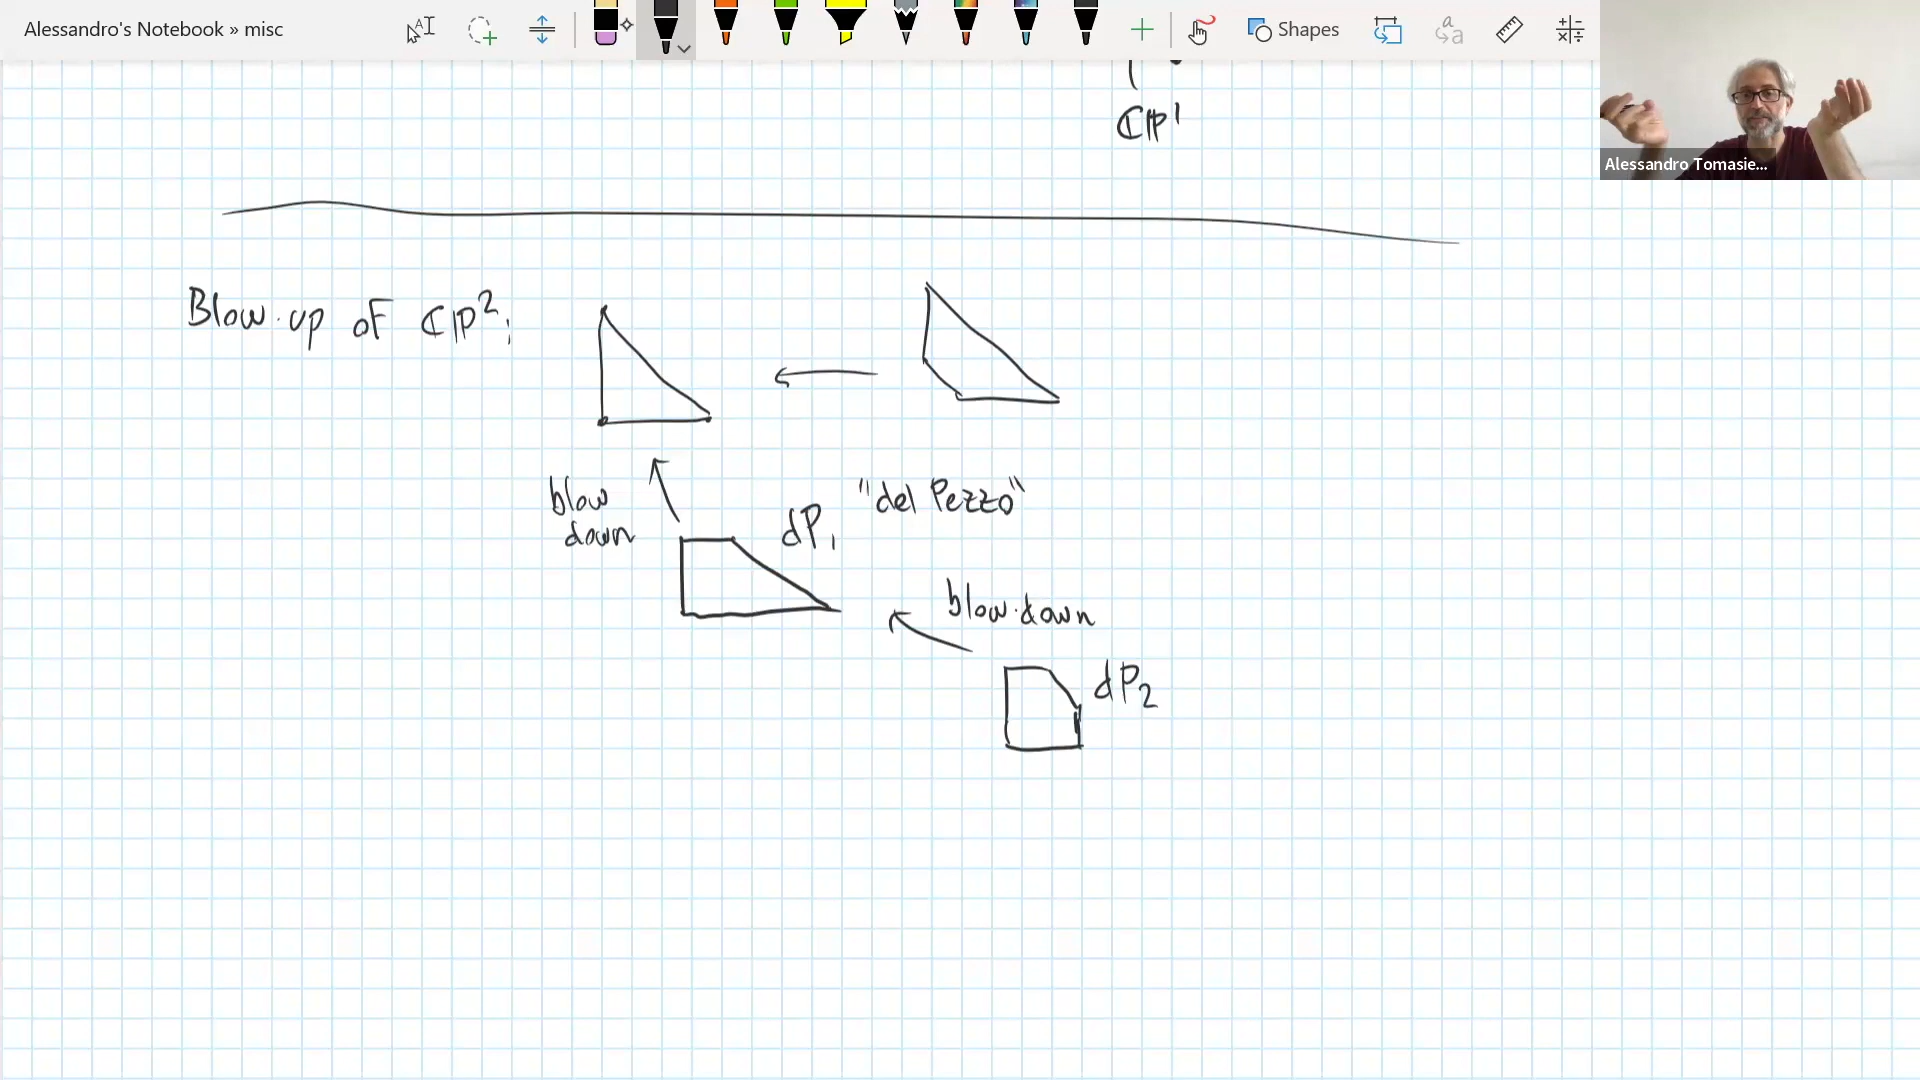 Alessandro's Notebook » misc
Shapes
Alessandro Tomasie...
ℂℙ¹
Blow-up of ℂℙ²:
blow
down
dP₁
"del Pezzo"
blow-down
dP₂